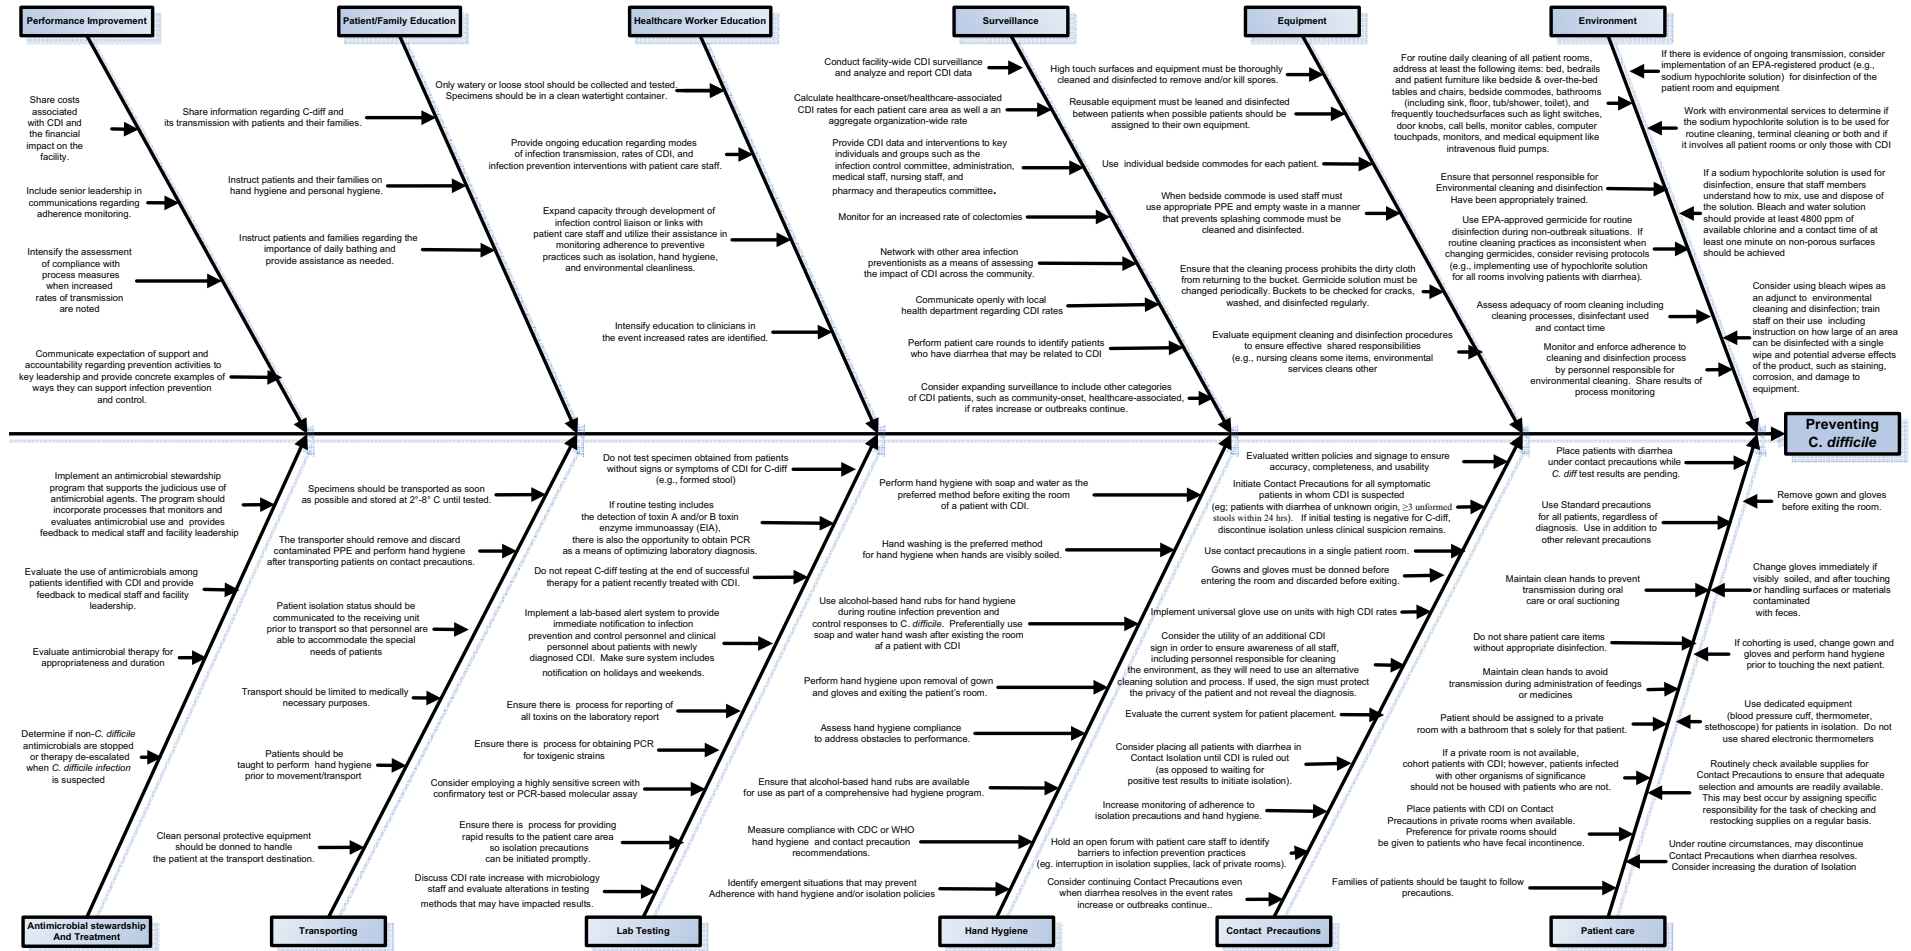 Performance Improvement
Share costs
associated
with CDI and
the financial
impact on the
facility.
Include senior leadership in
communications regarding
adherence monitoring.
Intensify the assessment
of compliance with
process measures
when increased
rates of transmission
are noted
Communicate expectation of support and
accountability regarding prevention activities to
key leadership and provide concrete examples of
ways they can support infection prevention
and control.
Patient/Family Education
Share information regarding C-diff and
its transmission with patients and their families.
Instruct patients and their families on
hand hygiene and personal hygiene.
Instruct patients and families regarding the
importance of daily bathing and
provide assistance as needed.
Healthcare Worker Education
Only watery or loose stool should be collected and tested.
Specimens should be in a clean watertight container.
Provide ongoing education regarding modes
of infection transmission, rates of CDI, and
infection prevention interventions with patient care staff.
Expand capacity through development of
infection control liaison or links with
patient care staff and utilize their assistance in
monitoring adherence to preventive
practices such as isolation, hand hygiene,
and environmental cleanliness.
Intensify education to clinicians in
the event increased rates are identified.
Surveillance
Conduct facility-wide CDI surveillance
and analyze and report CDI data
Calculate healthcare-onset/healthcare-associated
CDI rates for each patient care area as well a an
aggregate organization-wide rate
Provide CDI data and interventions to key
individuals and groups such as the
infection control committee, administration,
medical staff, nursing staff, and
pharmacy and therapeutics committee.
Monitor for an increased rate of colectomies
Network with other area infection
preventionists as a means of assessing
the impact of CDI across the community.
Communicate openly with local
health department regarding CDI rates
Perform patient care rounds to identify patients
who have diarrhea that may be related to CDI
Consider expanding surveillance to include other categories
of CDI patients, such as community-onset, healthcare-associated,
if rates increase or outbreaks continue.
Equipment
High touch surfaces and equipment must be thoroughly
cleaned and disinfected to remove and/or kill spores.
Reusable equipment must be leaned and disinfected
between patients when possible patients should be
assigned to their own equipment.
Use individual bedside commodes for each patient.
When bedside commode is used staff must
use appropriate PPE and empty waste in a manner
that prevents splashing commode must be
cleaned and disinfected.
Ensure that the cleaning process prohibits the dirty cloth
from returning to the bucket. Germicide solution must be
changed periodically. Buckets to be checked for cracks,
washed, and disinfected regularly.
Evaluate equipment cleaning and disinfection procedures
to ensure effective shared responsibilities
(e.g., nursing cleans some items, environmental
services cleans other
Environment
For routine daily cleaning of all patient rooms,
address at least the following items: bed, bedrails
and patient furniture like bedside & over-the-bed
tables and chairs, bedside commodes, bathrooms
(including sink, floor, tub/shower, toilet), and
frequently touchedsurfaces such as light switches,
door knobs, call bells, monitor cables, computer
touchpads, monitors, and medical equipment like
intravenous fluid pumps.
Ensure that personnel responsible for
Environmental cleaning and disinfection
Have been appropriately trained.
Use EPA-approved germicide for routine
disinfection during non-outbreak situations. If
routine cleaning practices as inconsistent when
changing germicides, consider revising protocols
(e.g., implementing use of hypochlorite solution
for all rooms involving patients with diarrhea).
Assess adequacy of room cleaning including
cleaning processes, disinfectant used
and contact time
Monitor and enforce adherence to
cleaning and disinfection process
by personnel responsible for
environmental cleaning. Share results of
process monitoring
If there is evidence of ongoing transmission, consider
implementation of an EPA-registered product (e.g.,
sodium hypochlorite solution) for disinfection of the
patient room and equipment
Work with environmental services to determine if
the sodium hypochlorite solution is to be used for
routine cleaning, terminal cleaning or both and if
it involves all patient rooms or only those with CDI
If a sodium hypochlorite solution is used for
disinfection, ensure that staff members
understand how to mix, use and dispose of
the solution. Bleach and water solution
should provide at least 4800 ppm of
available chlorine and a contact time of at
least one minute on non-porous surfaces
should be achieved
Consider using bleach wipes as
an adjunct to environmental
cleaning and disinfection; train
staff on their use including
instruction on how large of an area
can be disinfected with a single
wipe and potential adverse effects
of the product, such as staining,
corrosion, and damage to
equipment.
Preventing
C. difficile
Implement an antimicrobial stewardship
program that supports the judicious use of
antimicrobial agents. The program should
incorporate processes that monitors and
evaluates antimicrobial use and provides
feedback to medical staff and facility leadership
Evaluate the use of antimicrobials among
patients identified with CDI and provide
feedback to medical staff and facility
leadership.
Evaluate antimicrobial therapy for
appropriateness and duration
Determine if non-C. difficile
antimicrobials are stopped
or therapy de-escalated
when C. difficile infection
is suspected
Antimicrobial stewardship
And Treatment
Specimens should be transported as soon
as possible and stored at 2°-8° C until tested.
The transporter should remove and discard
contaminated PPE and perform hand hygiene
after transporting patients on contact precautions.
Patient isolation status should be
communicated to the receiving unit
prior to transport so that personnel are
able to accommodate the special
needs of patients
Transport should be limited to medically
necessary purposes.
Patients should be
taught to perform hand hygiene
prior to movement/transport
Clean personal protective equipment
should be donned to handle
the patient at the transport destination.
Transporting
Do not test specimen obtained from patients
without signs or symptoms of CDI for C-diff
(e.g., formed stool)
If routine testing includes
the detection of toxin A and/or B toxin
enzyme immunoassay (EIA),
there is also the opportunity to obtain PCR
as a means of optimizing laboratory diagnosis.
Do not repeat C-diff testing at the end of successful
therapy for a patient recently treated with CDI.
Implement a lab-based alert system to provide
immediate notification to infection
prevention and control personnel and clinical
personnel about patients with newly
diagnosed CDI. Make sure system includes
notification on holidays and weekends.
Ensure there is process for reporting of
all toxins on the laboratory report
Ensure there is process for obtaining PCR
for toxigenic strains
Consider employing a highly sensitive screen with
confirmatory test or PCR-based molecular assay
Ensure there is process for providing
rapid results to the patient care area
so isolation precautions
can be initiated promptly.
Discuss CDI rate increase with microbiology
staff and evaluate alterations in testing
methods that may have impacted results.
Lab Testing
Perform hand hygiene with soap and water as the
preferred method before exiting the room
of a patient with CDI.
Hand washing is the preferred method
for hand hygiene when hands are visibly soiled.
Use alcohol-based hand rubs for hand hygiene
during routine infection prevention and
control responses to C. difficile. Preferentially use
soap and water hand wash after existing the room
af a patient with CDI
Perform hand hygiene upon removal of gown
and gloves and exiting the patient's room.
Assess hand hygiene compliance
to address obstacles to performance.
Ensure that alcohol-based hand rubs are available
for use as part of a comprehensive had hygiene program.
Measure compliance with CDC or WHO
hand hygiene and contact precaution
recommendations.
Identify emergent situations that may prevent
Adherence with hand hygiene and/or isolation policies
Hand Hygiene
Evaluated written policies and signage to ensure
accuracy, completeness, and usability
Initiate Contact Precautions for all symptomatic
patients in whom CDI is suspected
(eg; patients with diarrhea of unknown origin, ≥3 unformed
stools within 24 hrs). If initial testing is negative for C-diff,
discontinue isolation unless clinical suspicion remains.
Use contact precautions in a single patient room.
Gowns and gloves must be donned before
entering the room and discarded before exiting.
Implement universal glove use on units with high CDI rates
Consider the utility of an additional CDI
sign in order to ensure awareness of all staff,
including personnel responsible for cleaning
the environment, as they will need to use an alternative
cleaning solution and process. If used, the sign must protect
the privacy of the patient and not reveal the diagnosis.
Evaluate the current system for patient placement.
Consider placing all patients with diarrhea in
Contact Isolation until CDI is ruled out
(as opposed to waiting for
positive test results to initiate isolation).
Increase monitoring of adherence to
isolation precautions and hand hygiene.
Hold an open forum with patient care staff to identify
barriers to infection prevention practices
(eg. interruption in isolation supplies, lack of private rooms).
Consider continuing Contact Precautions even
when diarrhea resolves in the event rates
increase or outbreaks continue..
Contact Precautions
Place patients with diarrhea
under contact precautions while
C. diff test results are pending.
Use Standard precautions
for all patients, regardless of
diagnosis. Use in addition to
other relevant precautions
Maintain clean hands to prevent
transmission during oral
care or oral suctioning
Do not share patient care items
without appropriate disinfection.
Maintain clean hands to avoid
transmission during administration of feedings
or medicines
Patient should be assigned to a private
room with a bathroom that s solely for that patient.
If a private room is not available,
cohort patients with CDI; however, patients infected
with other organisms of significance
should not be housed with patients who are not.
Place patients with CDI on Contact
Precautions in private rooms when available.
Preference for private rooms should
be given to patients who have fecal incontinence.
Families of patients should be taught to follow
precautions.
Remove gown and gloves
before exiting the room.
Change gloves immediately if
visibly soiled, and after touching
or handling surfaces or materials
contaminated
with feces.
If cohorting is used, change gown and
gloves and perform hand hygiene
prior to touching the next patient.
Use dedicated equipment
(blood pressure cuff, thermometer,
stethoscope) for patients in isolation. Do not
use shared electronic thermometers
Routinely check available supplies for
Contact Precautions to ensure that adequate
selection and amounts are readily available.
This may best occur by assigning specific
responsibility for the task of checking and
restocking supplies on a regular basis.
Under routine circumstances, may discontinue
Contact Precautions when diarrhea resolves.
Consider increasing the duration of Isolation
Patient care